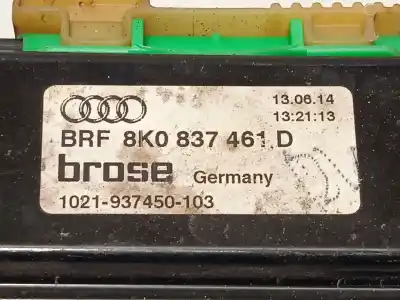 13.06.14
13:21:13
BRF 8K0 837 461 D
brose Germany
1021-937450-103